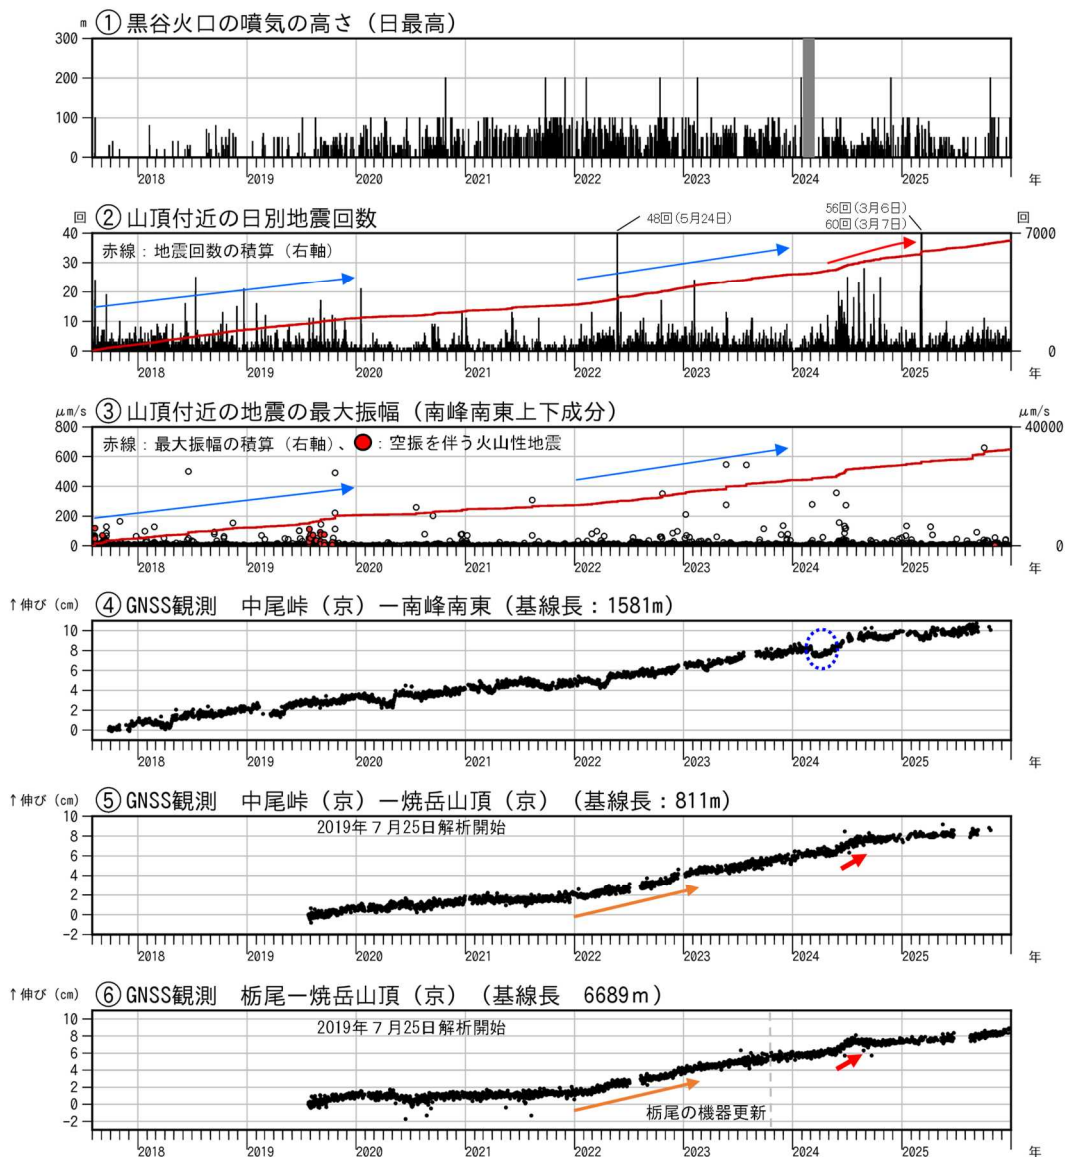 m ①黒谷火口の噴気の高さ（日最高）
300
200
100
0
2018 2019 2020 2021 2022 2023 2024 2025 年
回 ②山頂付近の日別地震回数 回
48回(5月24日)
56回(3月6日)
60回(3月7日)
赤線：地震回数の積算（右軸）
40 7000
30
20
10
0 0
2018 2019 2020 2021 2022 2023 2024 2025 年
μm/s ③山頂付近の地震の最大振幅（南峰南東上下成分） μm/s
赤線：最大振幅の積算（右軸）、：空振を伴う火山性地震
800 40000
600
400
200
0 0
2018 2019 2020 2021 2022 2023 2024 2025 年
↑伸び (cm) ④GNSS観測 中尾峠（京）ー南峰南東（基線長：1581m）
10
8
6
4
2
0
2018 2019 2020 2021 2022 2023 2024 2025 年
↑伸び (cm) ⑤GNSS観測 中尾峠（京）ー焼岳山頂（京）（基線長：811m）
2019年７月25日解析開始
10
8
6
4
2
0
-2
2018 2019 2020 2021 2022 2023 2024 2025 年
↑伸び (cm) ⑥GNSS観測 栃尾ー焼岳山頂（京）（基線長 6689ｍ）
2019年７月25日解析開始
10
8
6
4
2
0
-2
栃尾の機器更新
2018 2019 2020 2021 2022 2023 2024 2025 年